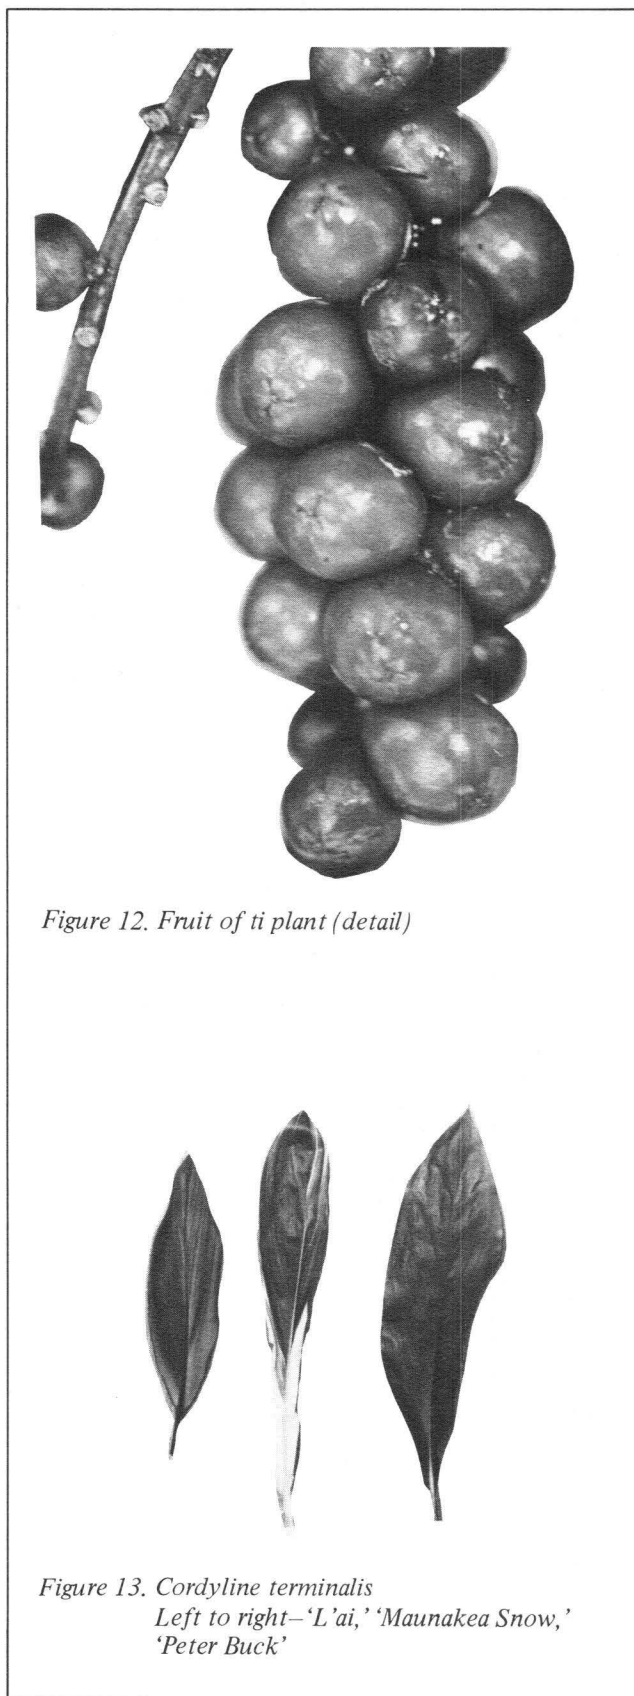 Figure 12. Fruit of ti plant (detail)
Figure 13. Cordyline terminalis
Left to right–‘L’ai,’ ‘Maunakea Snow,’
‘Peter Buck’